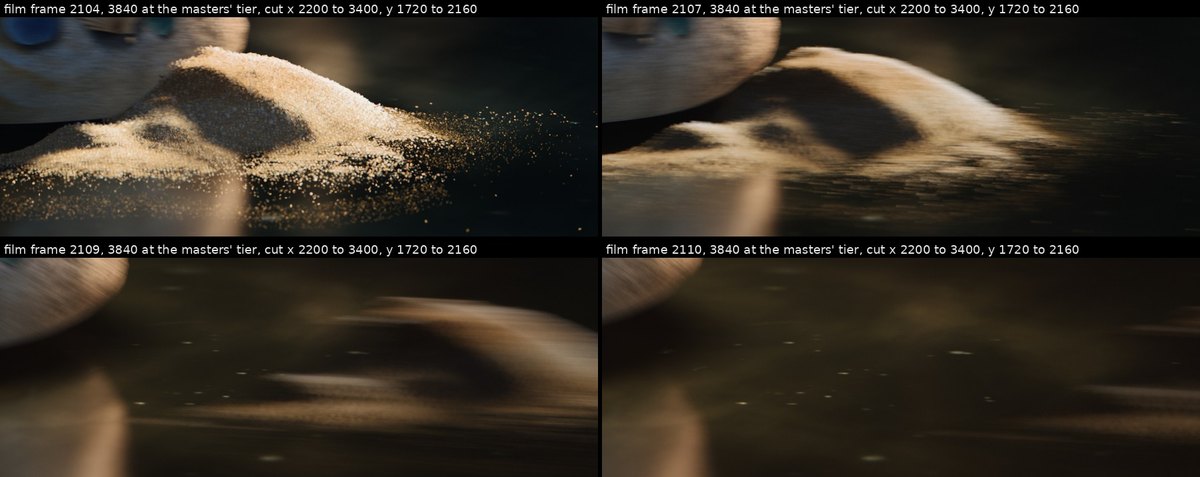 film frame 2104, 3840 at the masters' tier, cut x 2200 to 3400, y 1720 to 2160
film frame 2107, 3840 at the masters' tier, cut x 2200 to 3400, y 1720 to 2160
film frame 2109, 3840 at the masters' tier, cut x 2200 to 3400, y 1720 to 2160
film frame 2110, 3840 at the masters' tier, cut x 2200 to 3400, y 1720 to 2160